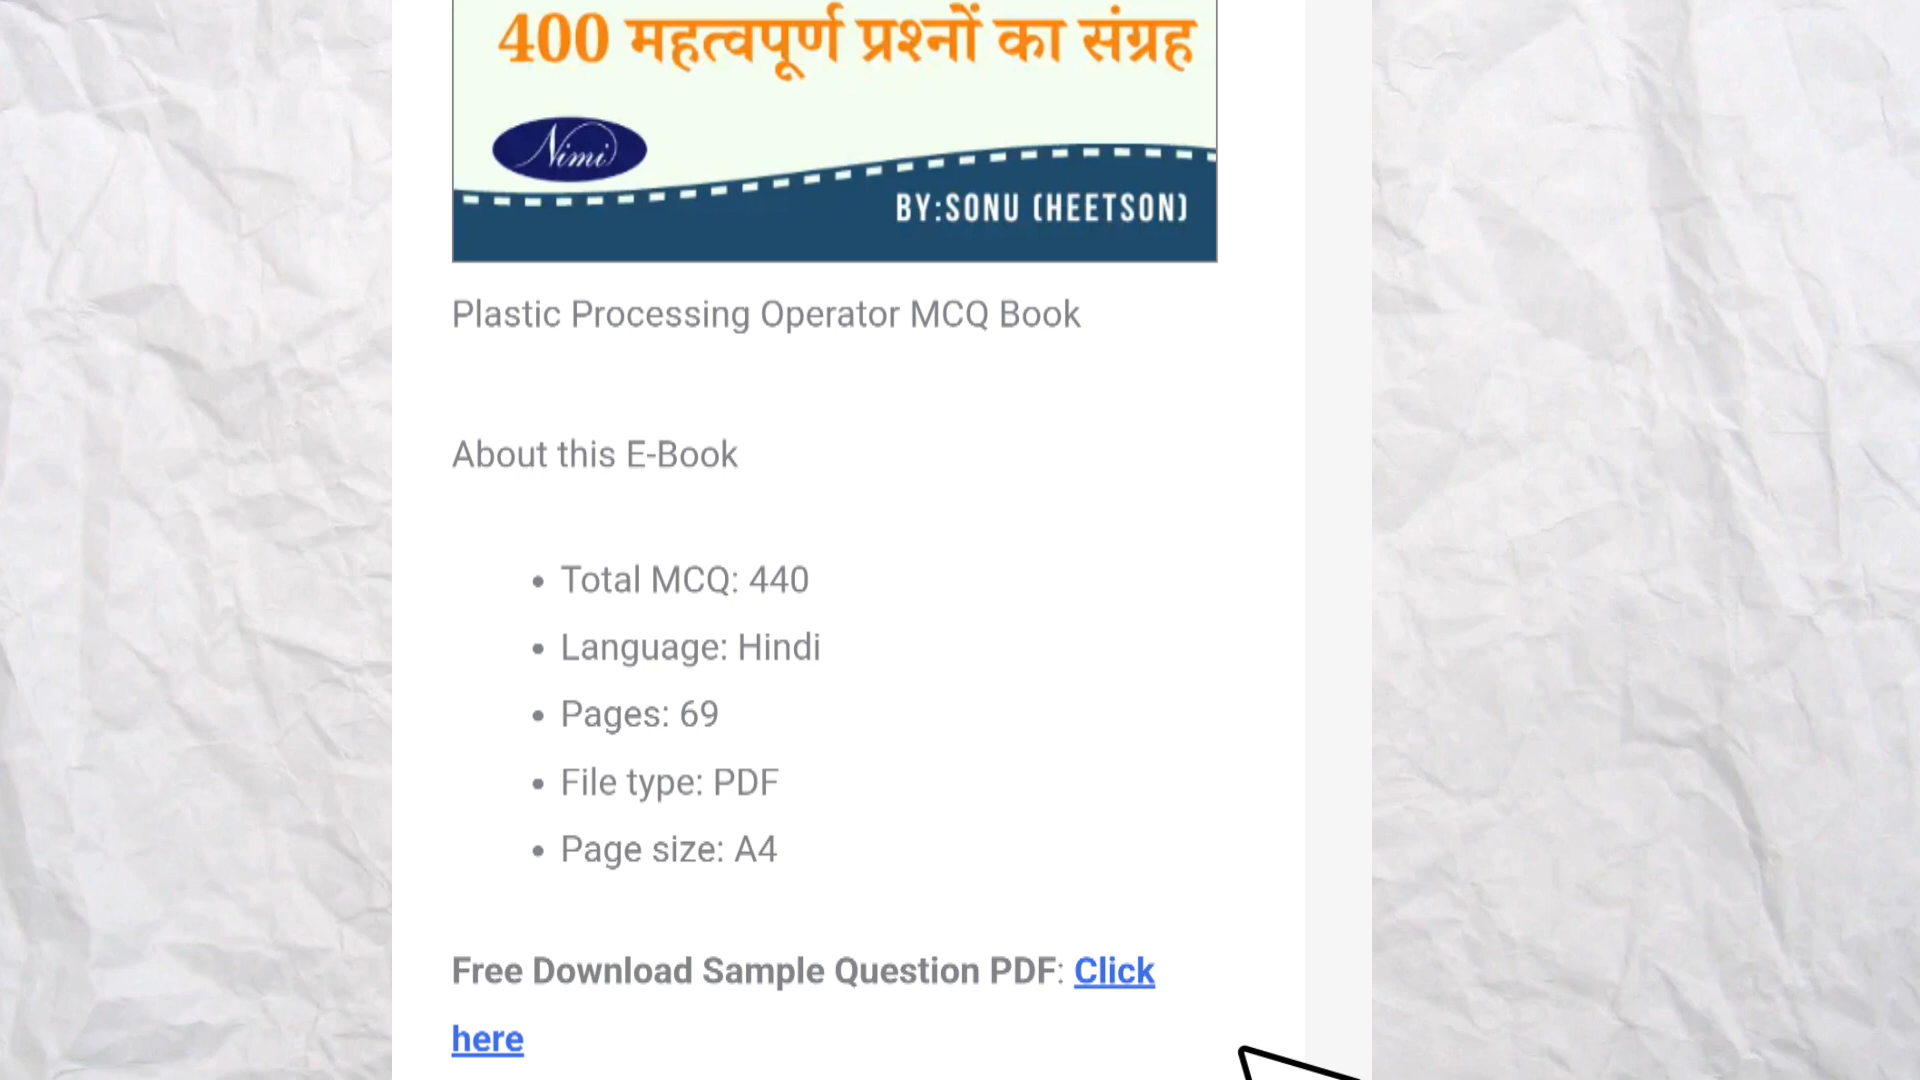 400 महत्वपूर्ण प्रश्नों का संग्रह
Nimi
BY:SONU (HEETSON)
Plastic Processing Operator MCQ Book
About this E-Book
• Total MCQ: 440
• Language: Hindi
• Pages: 69
• File type: PDF
• Page size: A4
Free Download Sample Question PDF: Click
here